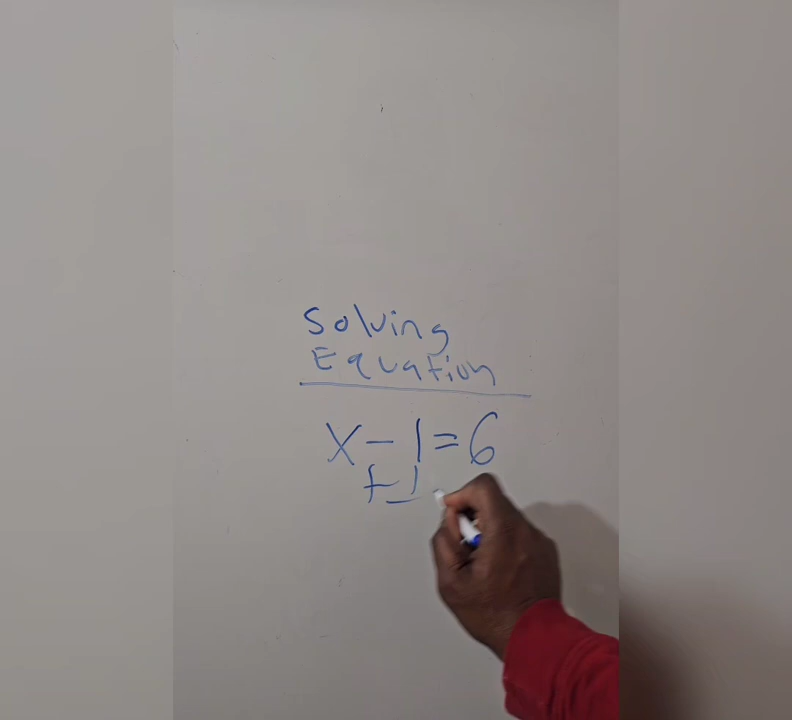 Solving
Equation
x - 1 = 6
+ 1